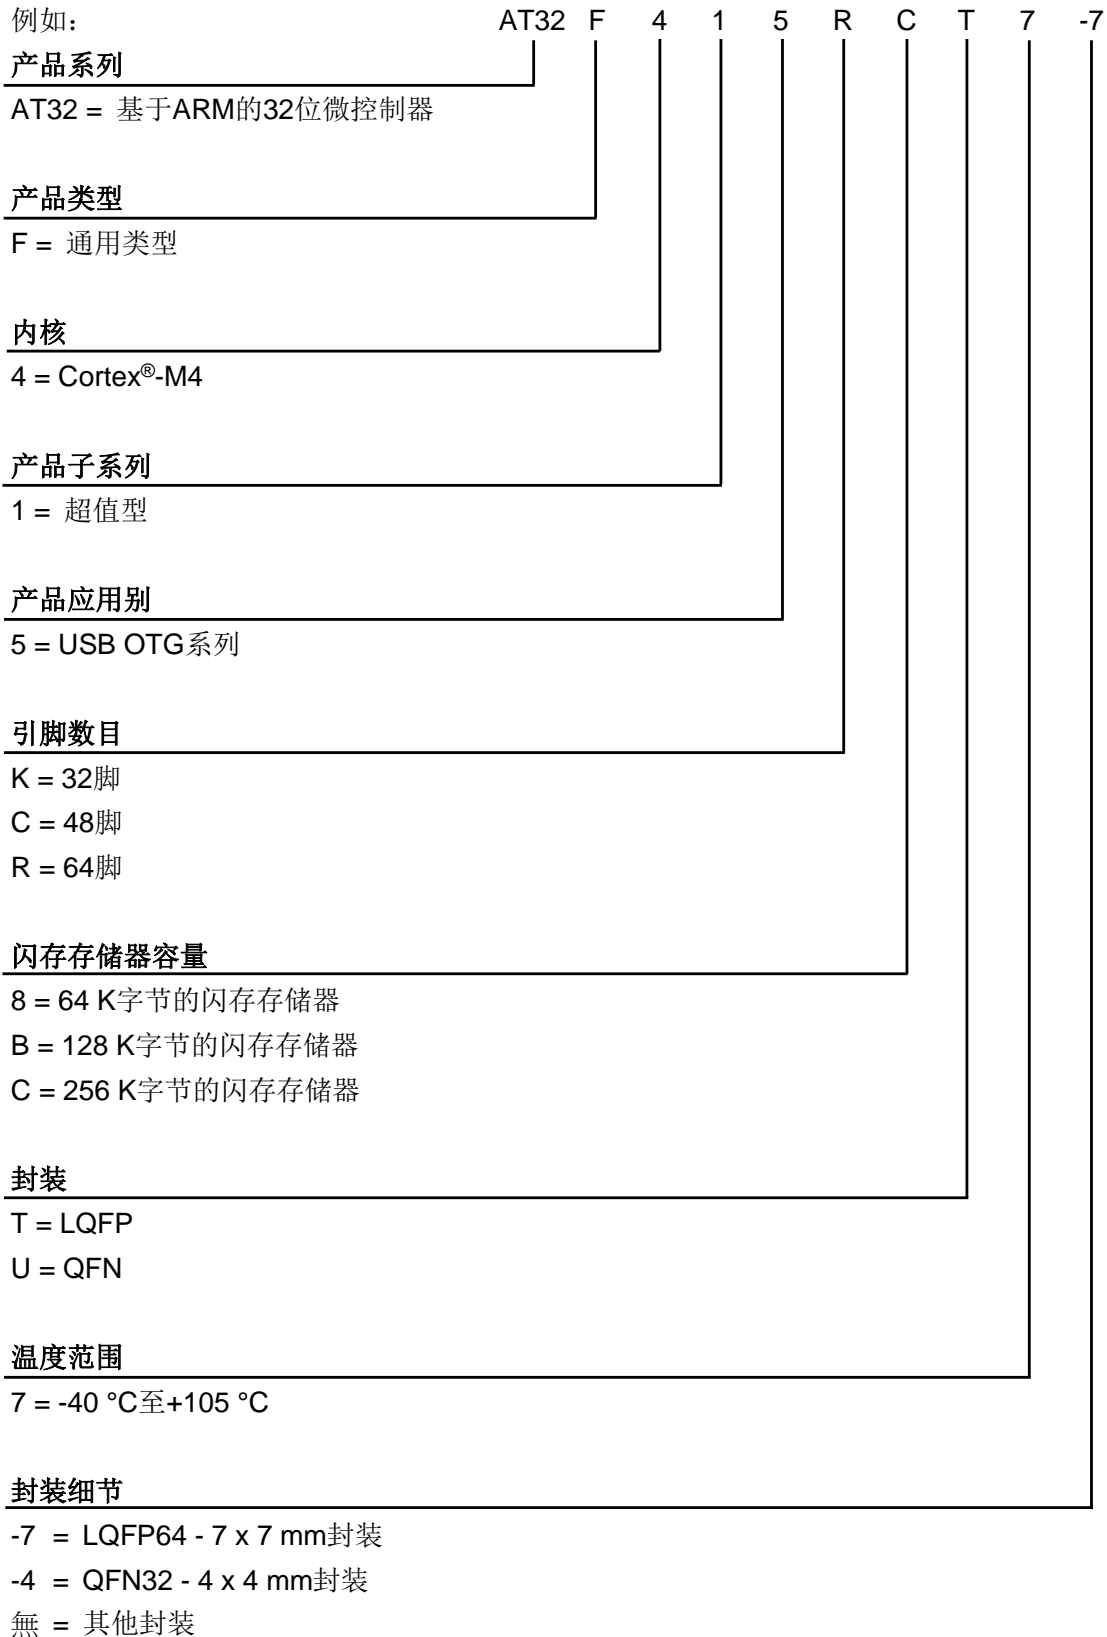 例如: AT32 F 4 1 5 R C T 7 -7
产品系列
AT32 = 基于ARM的32位微控制器
产品类型
F = 通用类型
内核
4 = Cortex®-M4
产品子系列
1 = 超值型
产品应用别
5 = USB OTG系列
引脚数目
K = 32脚
C = 48脚
R = 64脚
闪存存储器容量
8 = 64 K字节的闪存存储器
B = 128 K字节的闪存存储器
C = 256 K字节的闪存存储器
封装
T = LQFP
U = QFN
温度范围
7 = -40 °C至+105 °C
封装细节
-7 = LQFP64 - 7 x 7 mm封装
-4 = QFN32 - 4 x 4 mm封装
無 = 其他封装